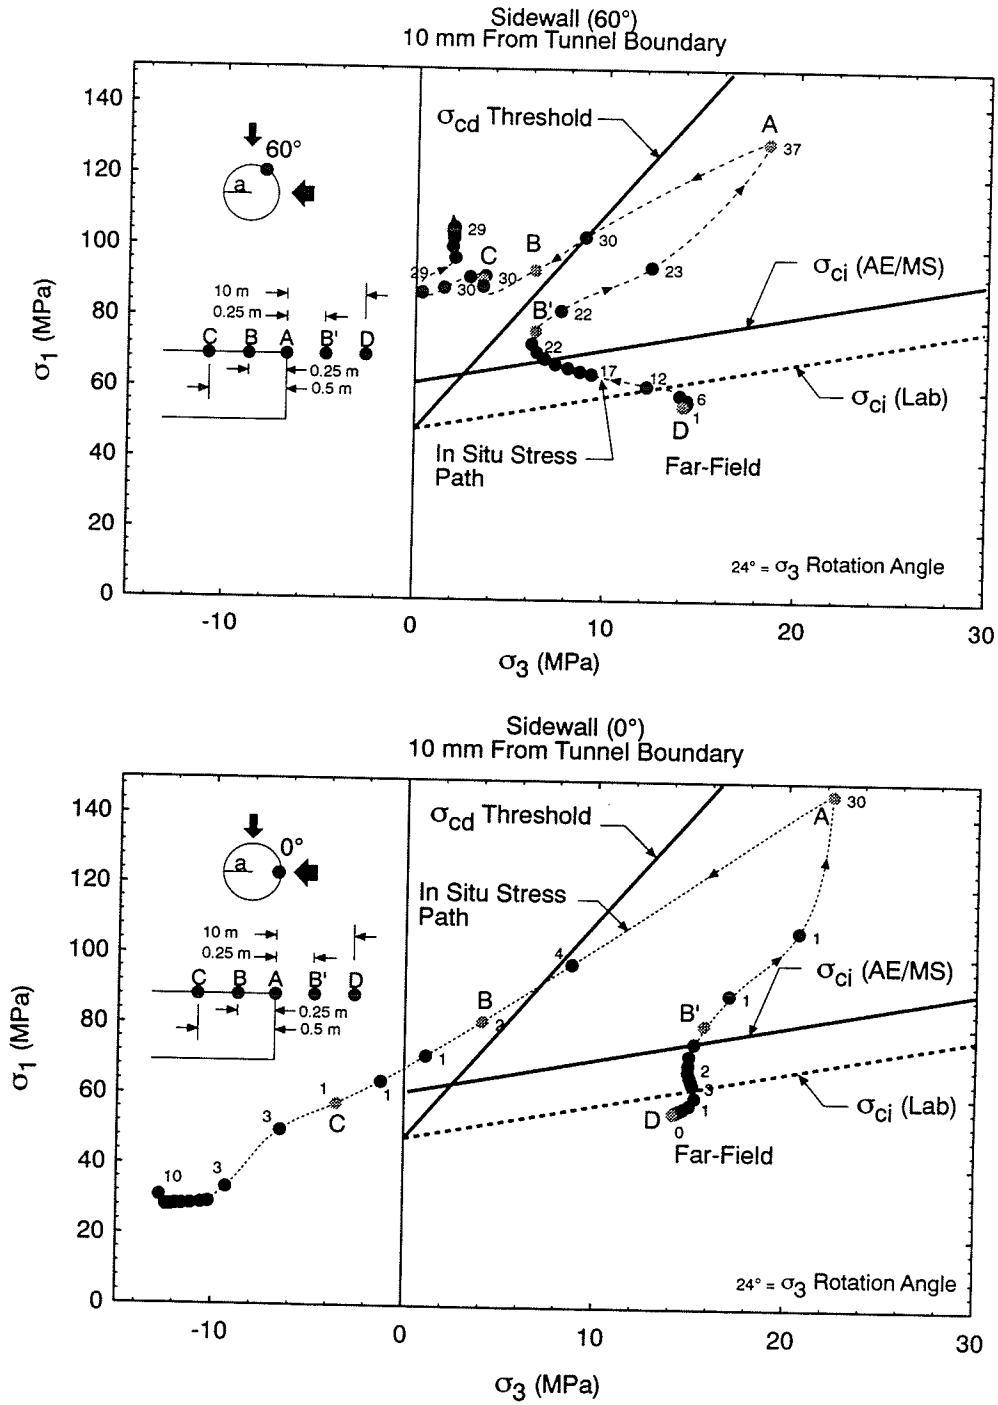 Sidewall (60°)
10 mm From Tunnel Boundary
140
120
100
80
60
40
20
0
σ1 (MPa)
60°
a
10 m
0.25 m
C B A B' D
0.25 m
0.5 m
σcd Threshold
A
37
30
B
29
C
29
30
30
23
B'
22
22
σci (AE/MS)
17
12
6
1
D
σci (Lab)
In Situ Stress
Path
Far-Field
24° = σ3 Rotation Angle
-10 0 10 20 30
σ3 (MPa)
Sidewall (0°)
10 mm From Tunnel Boundary
140
120
100
80
60
40
20
0
σ1 (MPa)
0°
a
10 m
0.25 m
C B A B' D
0.25 m
0.5 m
σcd Threshold
30
A
In Situ Stress
Path
4
1
σci (AE/MS)
B
2
1
B'
1
1
1
C
2
3
3
1
D
0
σci (Lab)
Far-Field
3
10
24° = σ3 Rotation Angle
-10 0 10 20 30
σ3 (MPa)